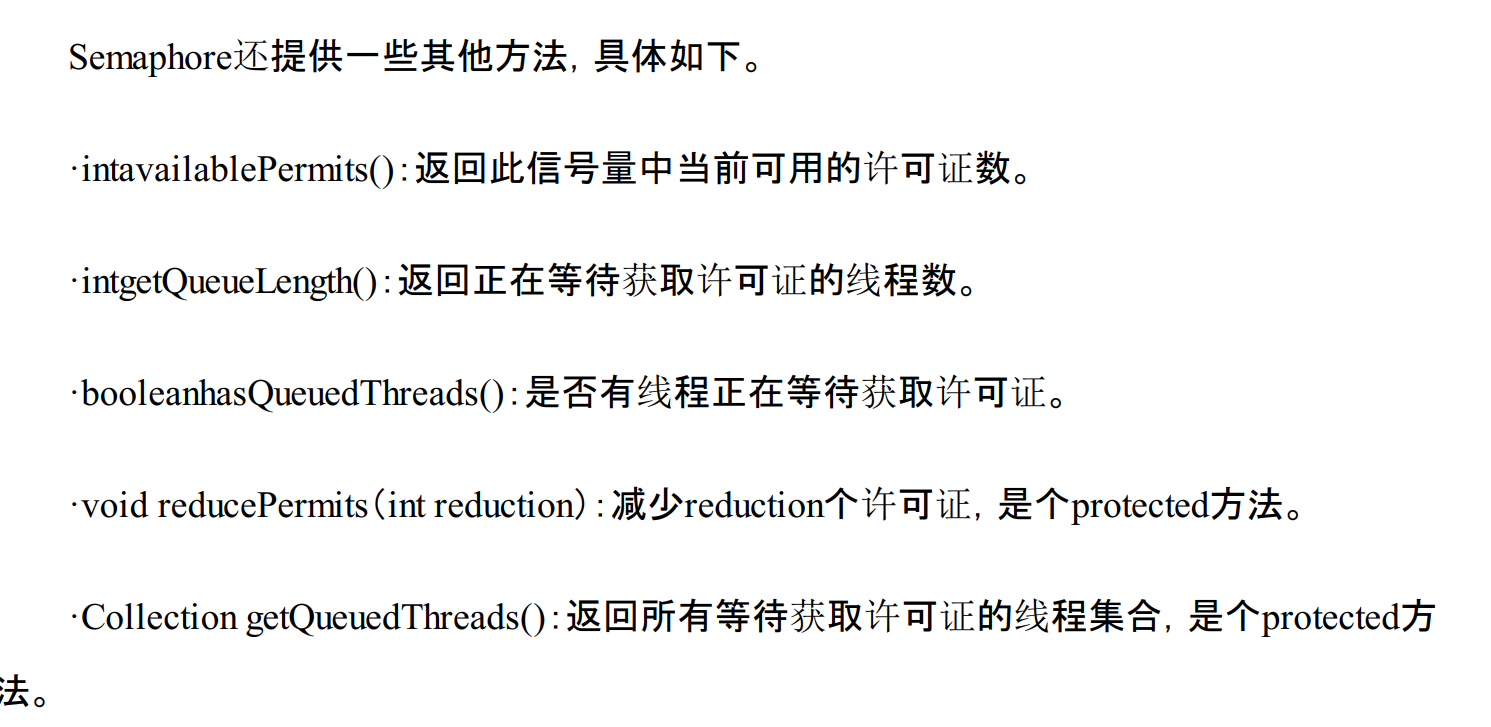 Semaphore还提供一些其他方法，具体如下。
·intavailablePermits()：返回此信号量中当前可用的许可证数。
·intgetQueueLength()：返回正在等待获取许可证的线程数。
·booleanhasQueuedThreads()：是否有线程正在等待获取许可证。
·void reducePermits（int reduction）：减少reduction个许可证，是个protected方法。
·Collection getQueuedThreads()：返回所有等待获取许可证的线程集合，是个protected方
法。